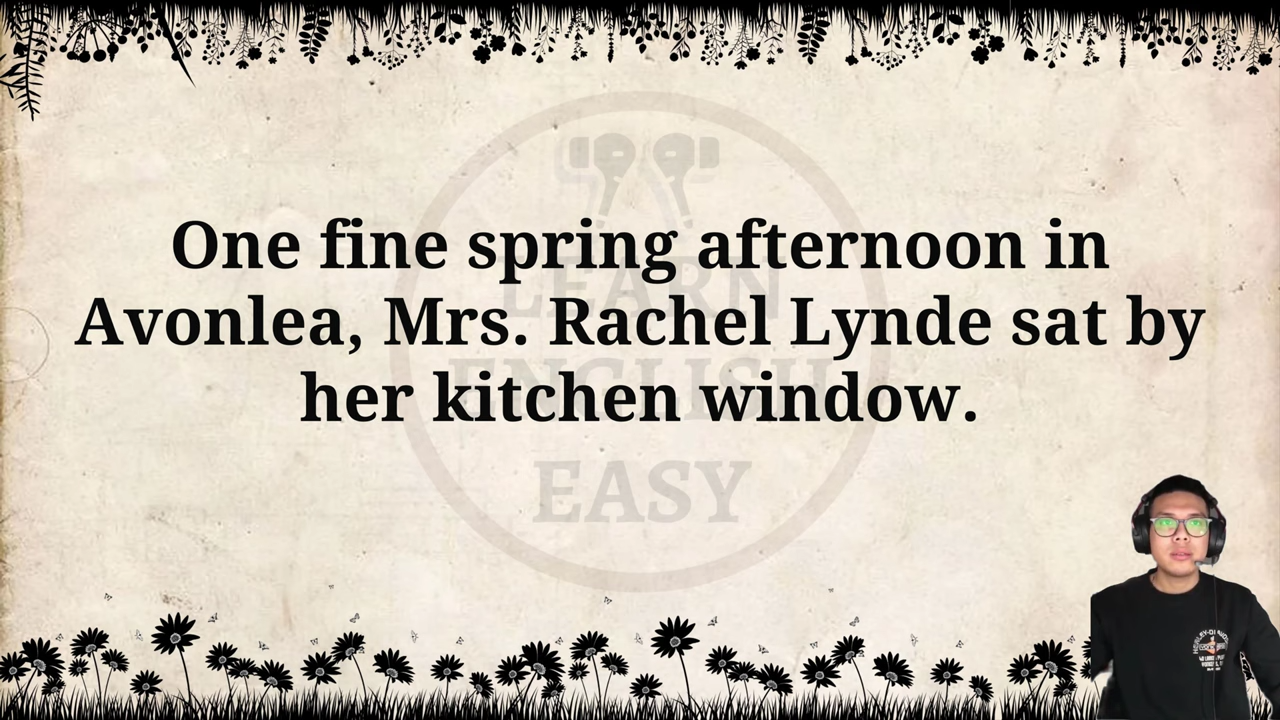 One fine spring afternoon in
Avonlea, Mrs. Rachel Lynde sat by
her kitchen window.
LEARN
ENGLISH
EASY